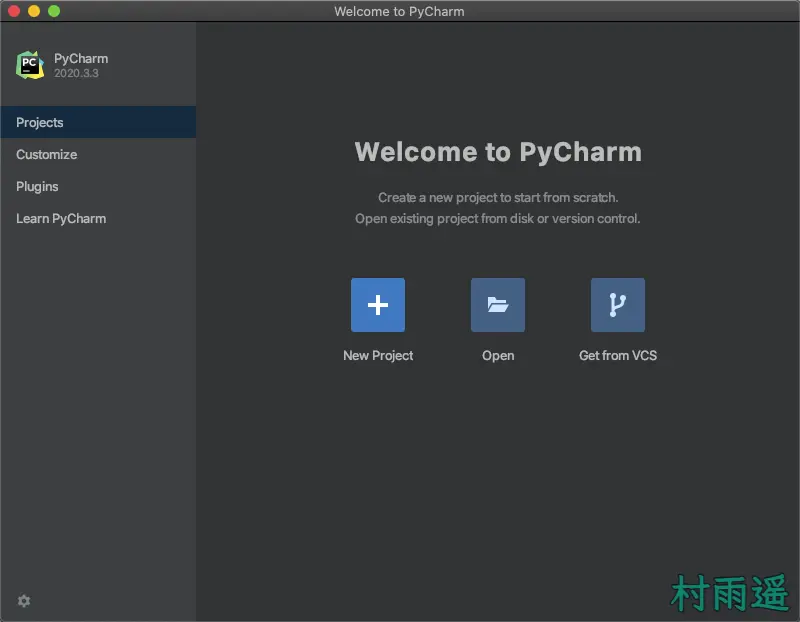 Welcome to PyCharm
PC
PyCharm
2020.3.3
Projects
Customize
Plugins
Learn PyCharm
Welcome to PyCharm
Create a new project to start from scratch.
Open existing project from disk or version control.
New Project
Open
Get from VCS
村雨遥